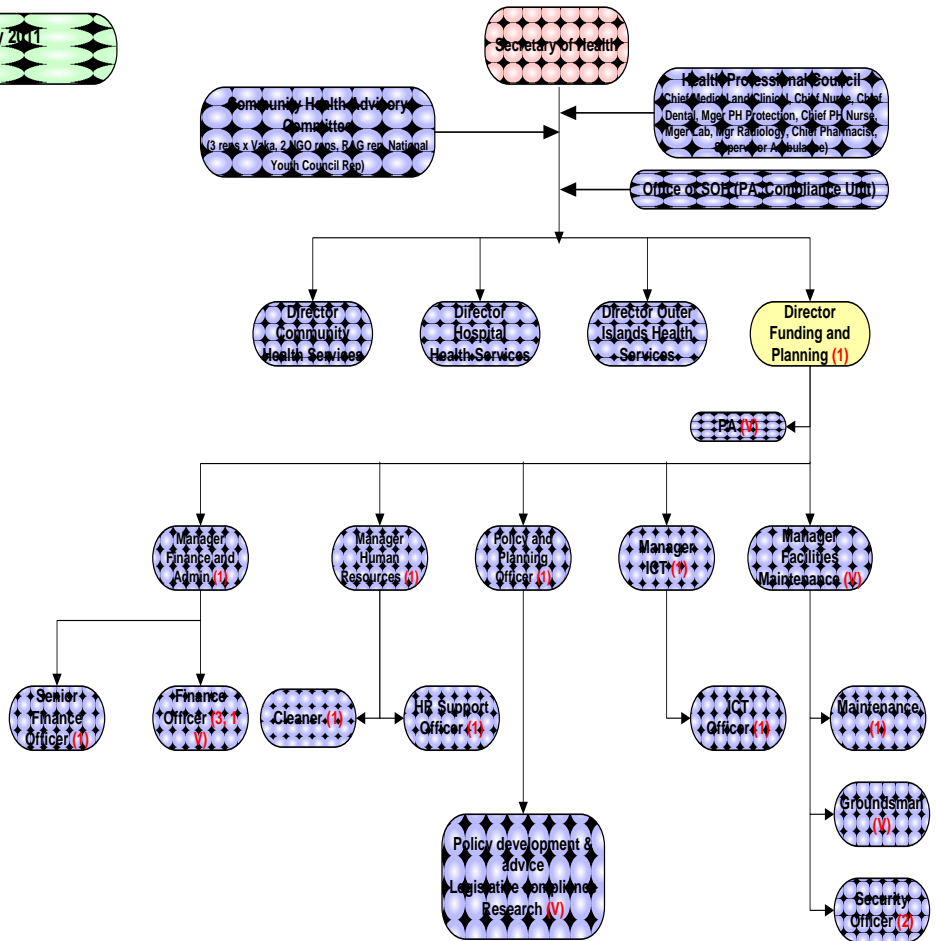 y 2011
Secretary of Health
Community Health Advisory
Committee
(3 reps x Vaka, 2 NGO reps, RAG rep, National
Youth Council Rep)
Health Professional Council
(Chief Medical and Clinical, Chief Nurse, Chief
Dental, Mger PH Protection, Chief PH Nurse,
Mger Lab, Mgr Radiology, Chief Pharmacist,
Supervisor Ambulance)
Office of SOH (PA, Compliance Unit)
Director
Community
Health Services
Director
Hospital
Health Services
Director Outer
Islands Health
Services
Director
Funding and
Planning (1)
PA (V)
Manager
Finance and
Admin (1)
Manager
Human
Resources (1)
Policy and
Planning
Officer (1)
Manager
ICT (1)
Manager
Facilities
Maintenance (V)
Senior
Finance
Officer (1)
Finance
Officer (3, 1
V)
Cleaner (1)
HR Support
Officer (1)
ICT
Officer (1)
Maintenance
(1)
Policy development &
advice
Legislative compliance
Research (V)
Groundsman
(V)
Security
Officer (2)